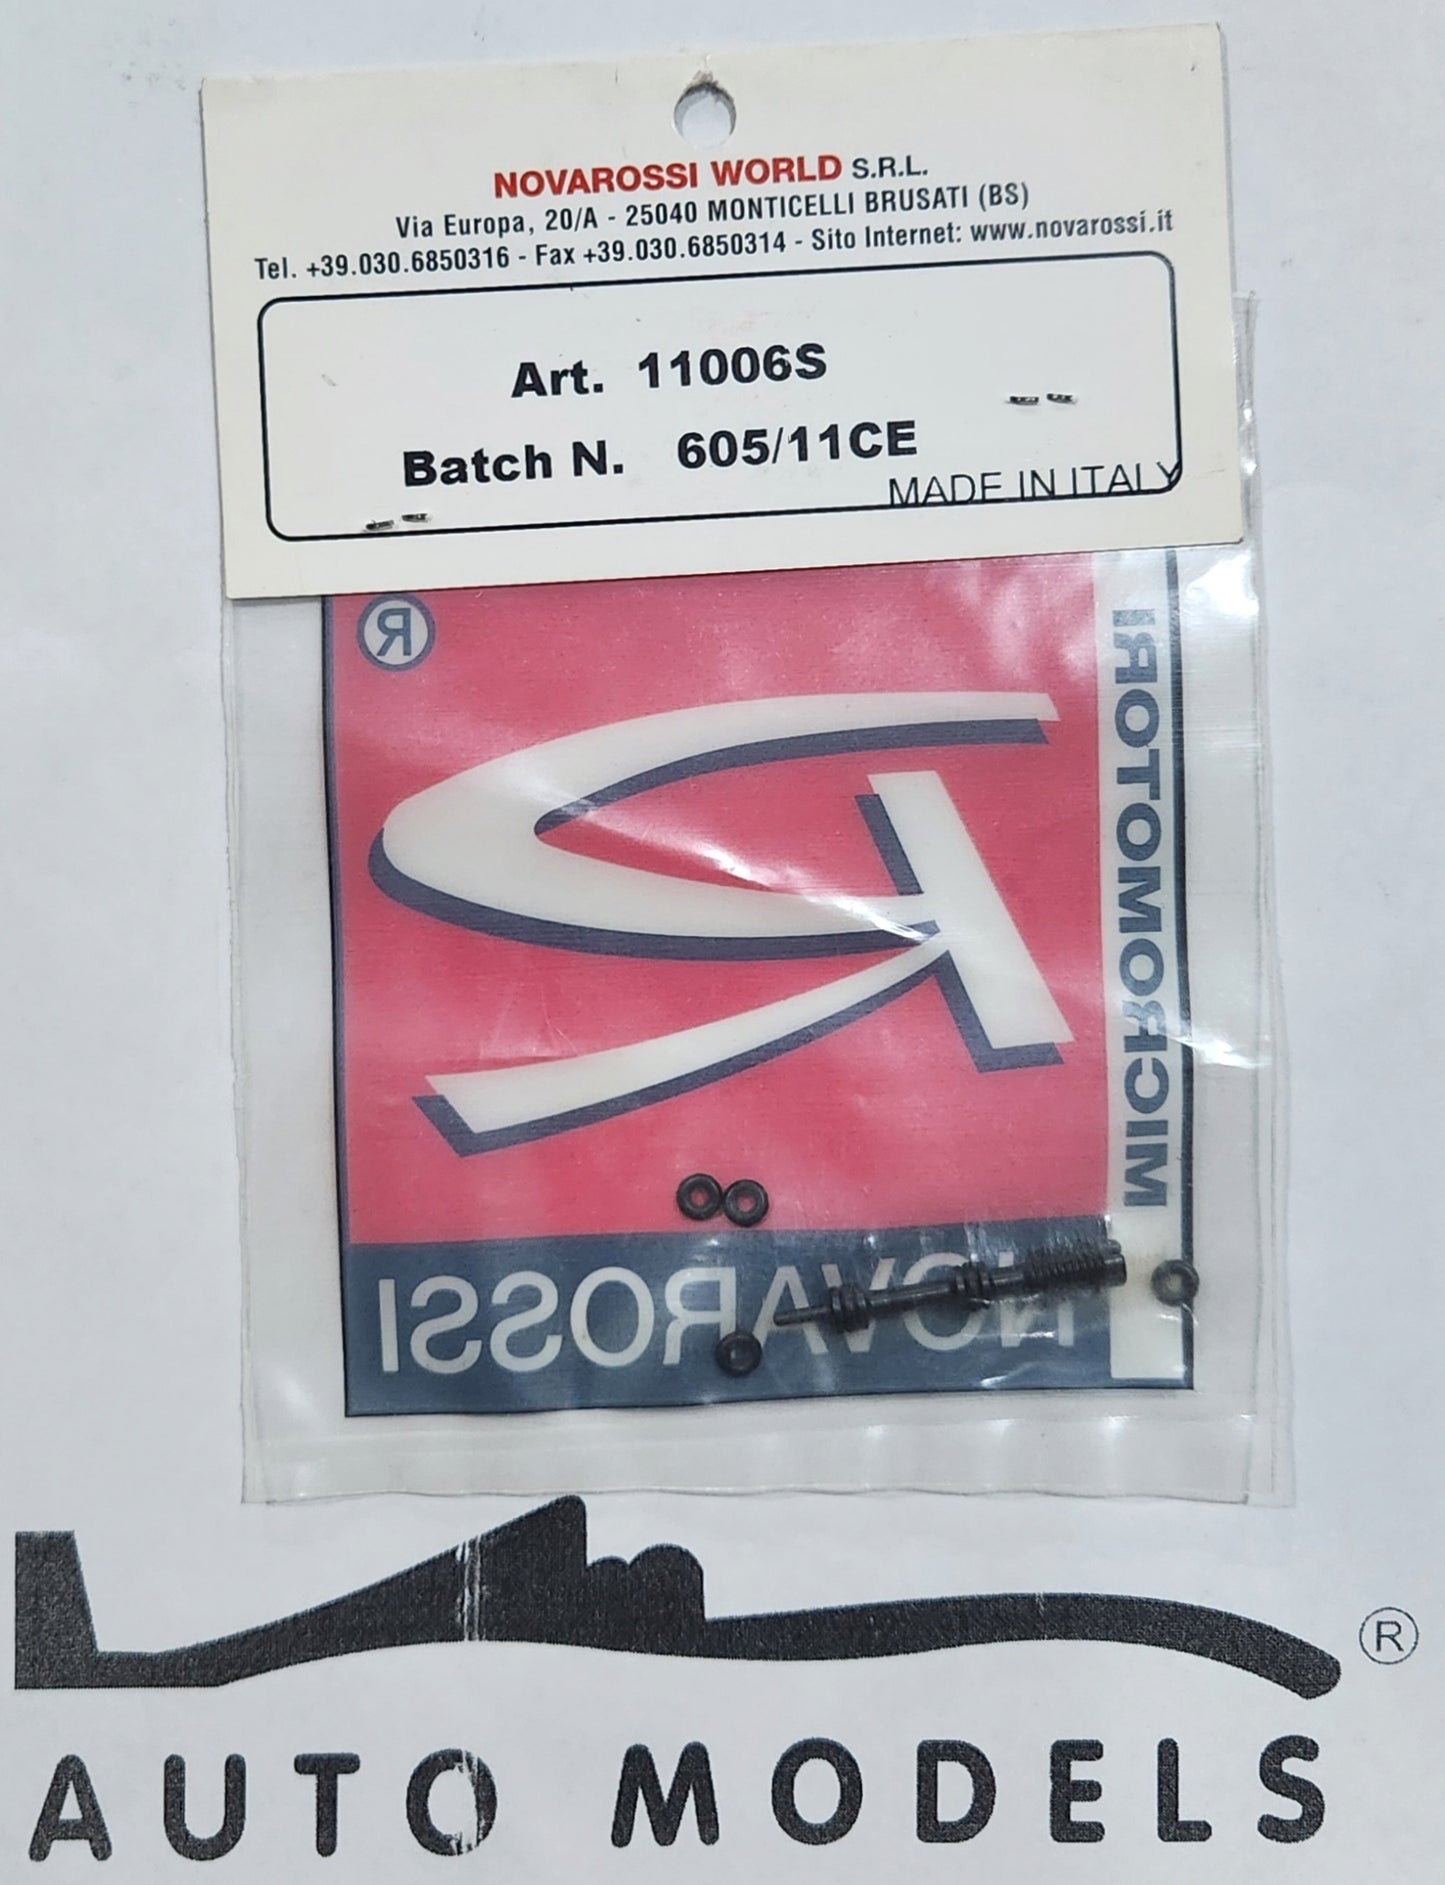 NOVAROSSI WORLD S.R.L.
Via Europa, 20/A - 25040 MONTICELLI BRUSATI (BS)
Tel. +39.030.6850316 - Fax +39.030.6850314 - Sito Internet: www.novarossi.it
Art. 11006S
Batch N. 605/11CE
MADE IN ITALY
®
MICROMOTORI
NOVAROSSI
®
AUTO MODELS